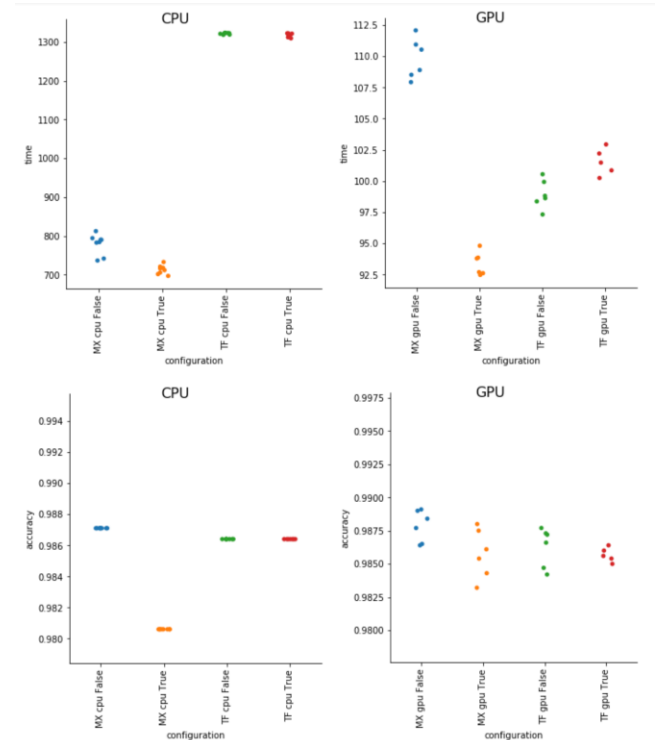 CPU
1300
1200
1100
1000
900
800
700
time
MX cpu False
MX cpu True
TF cpu False
TF cpu True
configuration
GPU
112.5
110.0
107.5
105.0
102.5
100.0
97.5
95.0
92.5
time
MX gpu False
MX gpu True
TF gpu False
TF gpu True
configuration
CPU
0.994
0.992
0.990
0.988
0.986
0.984
0.982
0.980
accuracy
MX cpu False
MX cpu True
TF cpu False
TF cpu True
configuration
GPU
0.9975
0.9950
0.9925
0.9900
0.9875
0.9850
0.9825
0.9800
accuracy
MX gpu False
MX gpu True
TF gpu False
TF gpu True
configuration